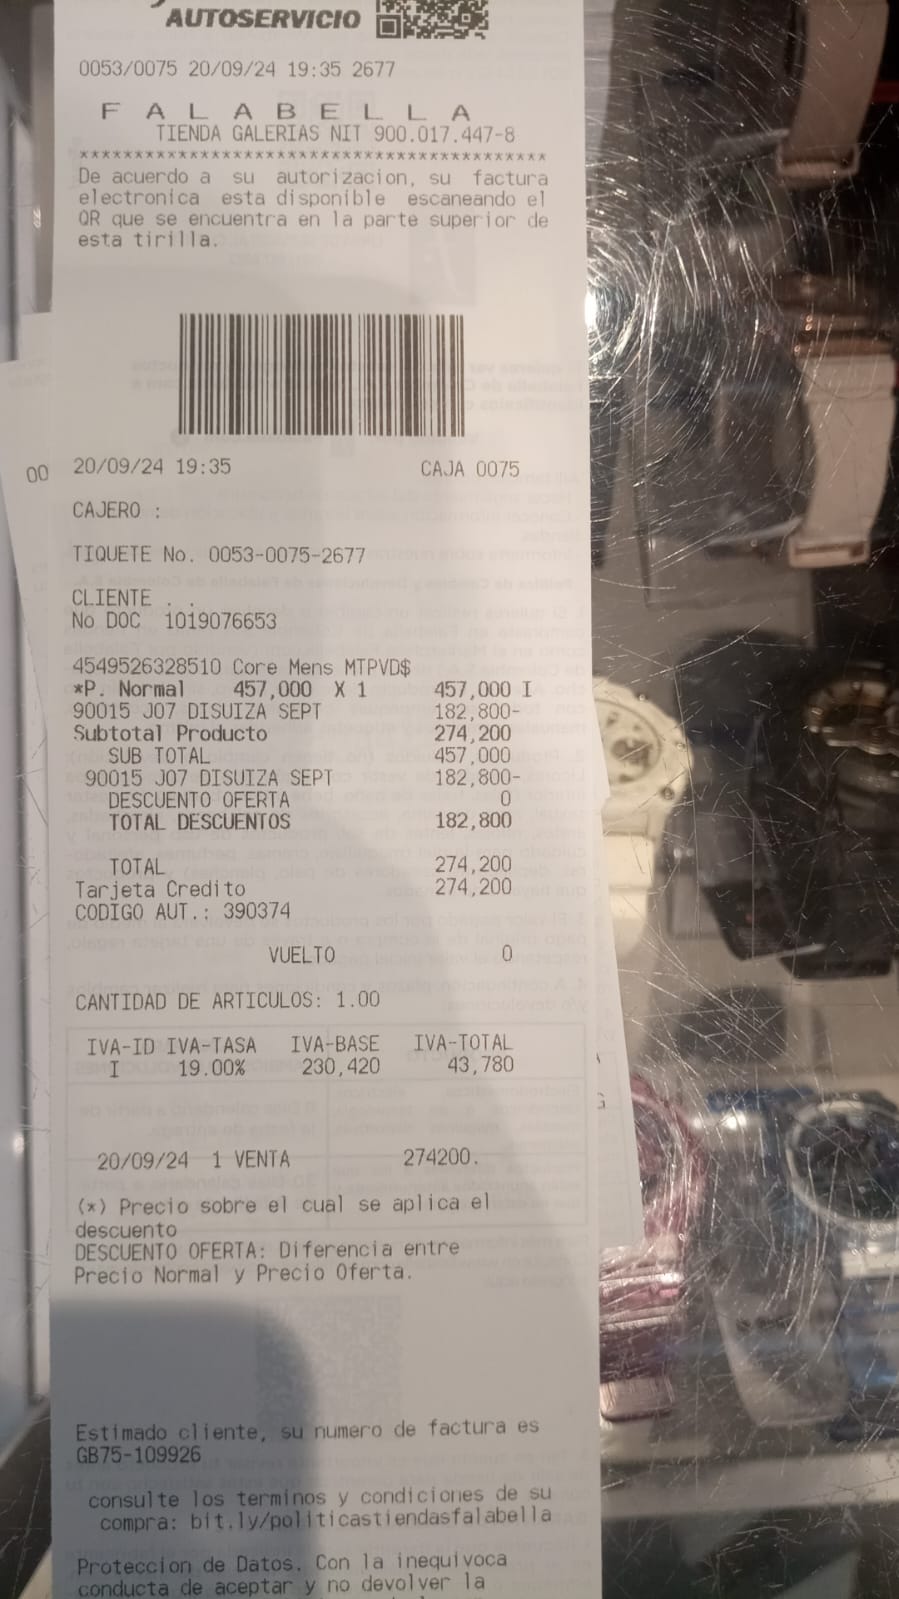 AUTOSERVICIO
0053/0075 20/09/24 19:35 2677
F A L A B E L L A
TIENDA GALERIAS NIT 900.017.447-8
******************************************
De acuerdo a su autorizacion, su factura
electronica esta disponible escaneando el
QR que se encuentra en la parte superior de
esta tirilla.
00
20/09/24 19:35 CAJA 0075
CAJERO :
TIQUETE No. 0053-0075-2677
CLIENTE . .
No DOC 1019076653
4549526328510 Core Mens MTPVD$
*P. Normal 457,000 X 1 457,000 I
90015 J07 DISUIZA SEPT 182,800-
Subtotal Producto 274,200
SUB TOTAL 457,000
90015 J07 DISUIZA SEPT 182,800-
DESCUENTO OFERTA 0
TOTAL DESCUENTOS 182,800
TOTAL 274,200
Tarjeta Credito 274,200
CODIGO AUT.: 390374
VUELTO 0
CANTIDAD DE ARTICULOS: 1.00
IVA-ID IVA-TASA IVA-BASE IVA-TOTAL
I 19.00% 230,420 43,780
20/09/24 1 VENTA 274200.
(*) Precio sobre el cual se aplica el
descuento
DESCUENTO OFERTA: Diferencia entre
Precio Normal y Precio Oferta.
Estimado cliente, su numero de factura es
GB75-109926
consulte los terminos y condiciones de su
compra: bit.ly/politicastiendasfalabella
Proteccion de Datos. Con la inequivoca
conducta de aceptar y no devolver la